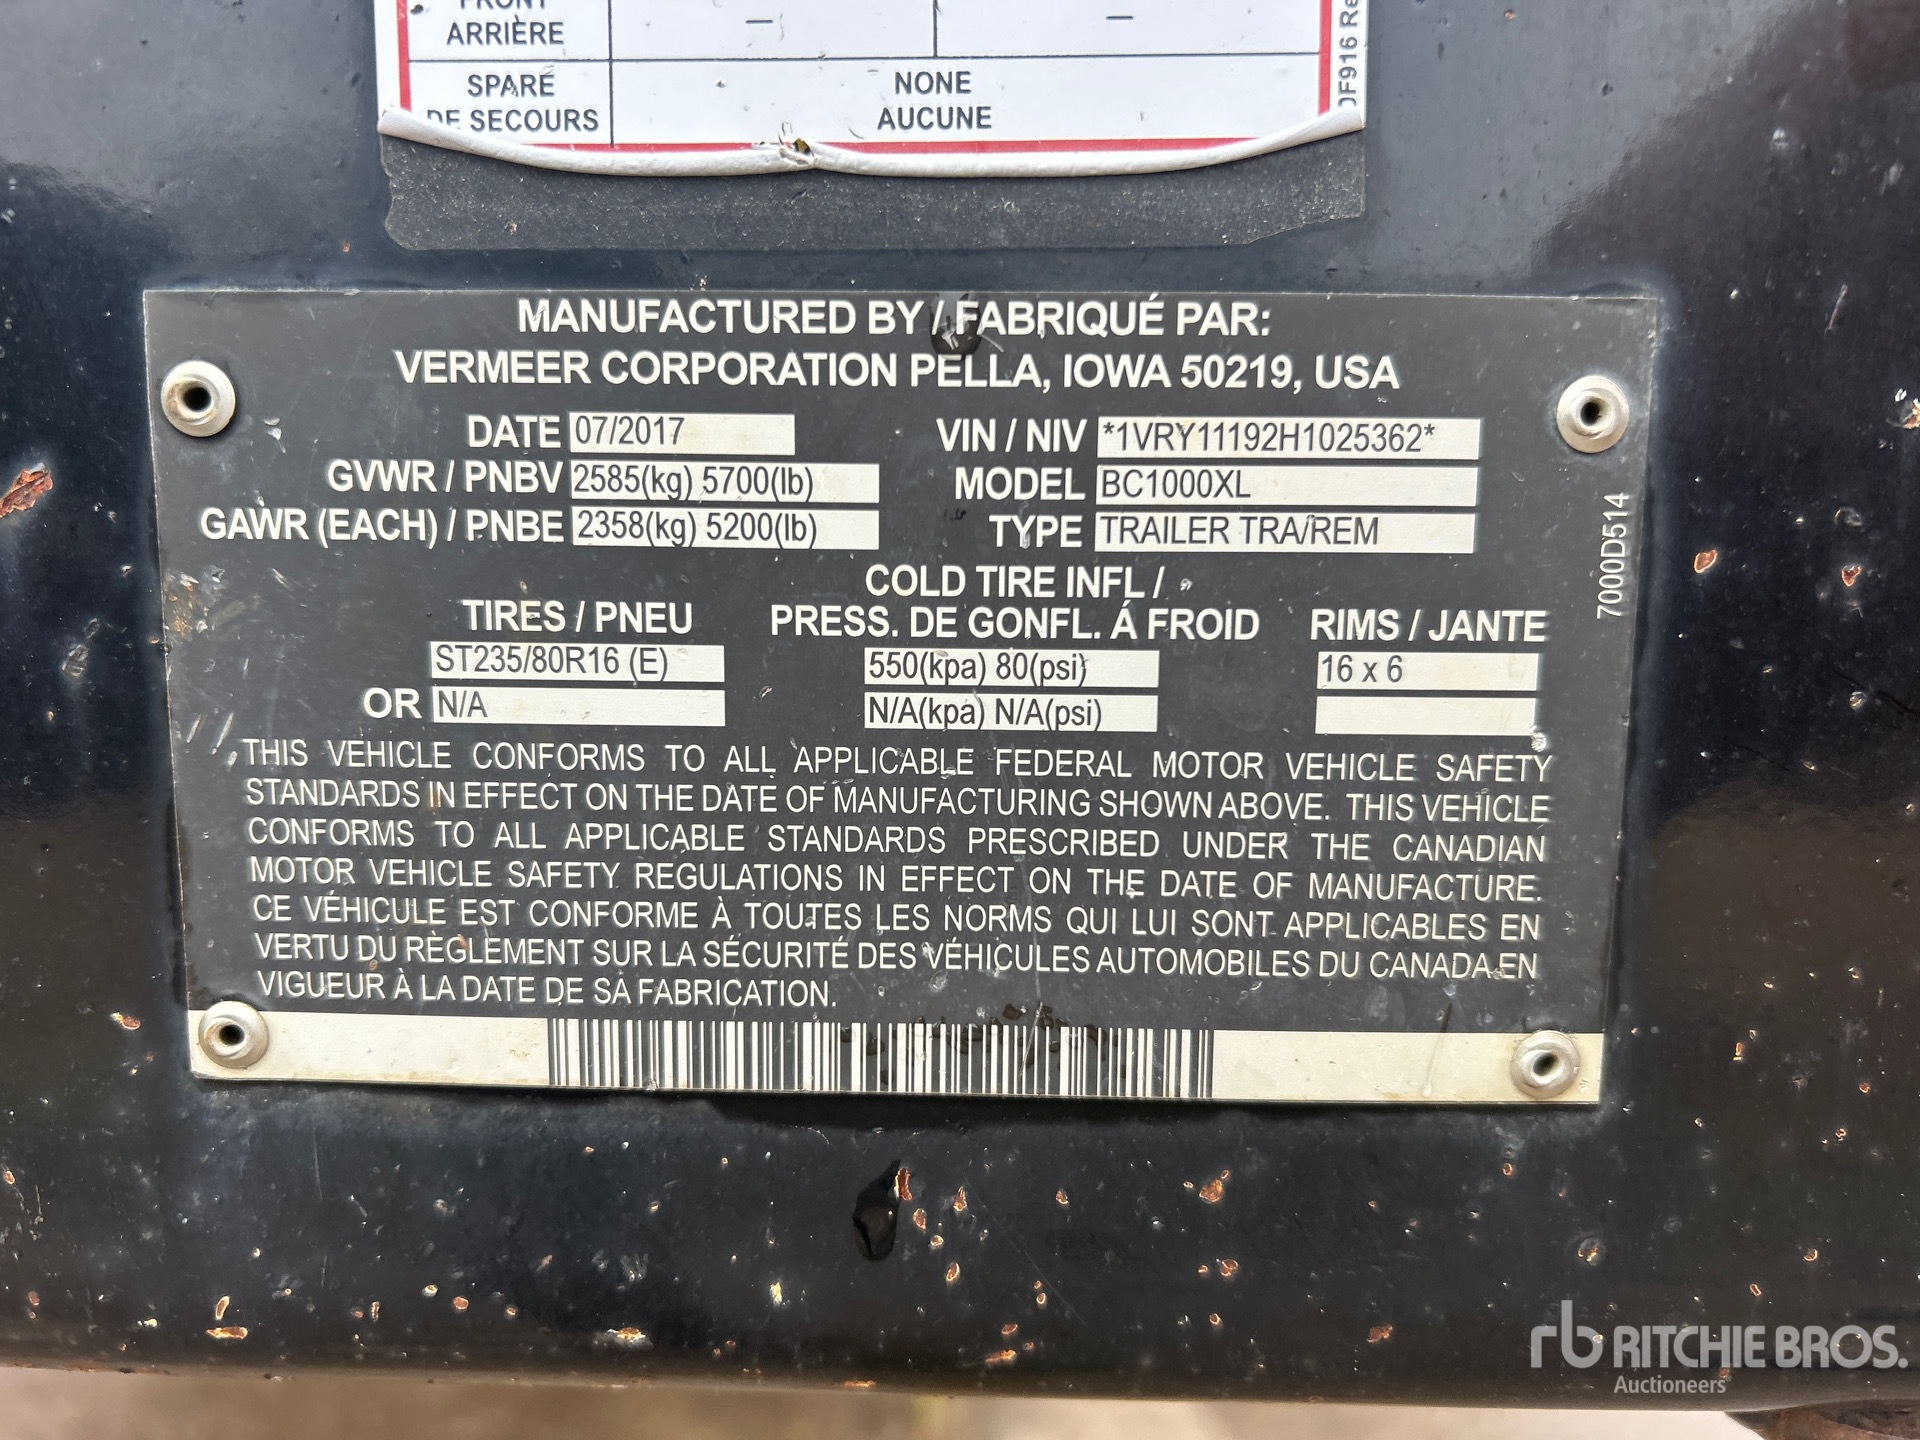 ARRIÈRE — —
SPARE NONE
DE SECOURS AUCUNE
MANUFACTURED BY / FABRIQUÉ PAR:
VERMEER CORPORATION PELLA, IOWA 50219, USA
DATE 07/2017 VIN / NIV *1VRY11192H1025362*
GVWR / PNBV 2585(kg) 5700(lb) MODEL BC1000XL
GAWR (EACH) / PNBE 2358(kg) 5200(lb) TYPE TRAILER TRA/REM
7000D514
COLD TIRE INFL /
TIRES / PNEU PRESS. DE GONFL. Á FROID RIMS / JANTE
ST235/80R16 (E) 550(kpa) 80(psi) 16 x 6
OR N/A N/A(kpa) N/A(psi)
THIS VEHICLE CONFORMS TO ALL APPLICABLE FEDERAL MOTOR VEHICLE SAFETY
STANDARDS IN EFFECT ON THE DATE OF MANUFACTURING SHOWN ABOVE. THIS VEHICLE
CONFORMS TO ALL APPLICABLE STANDARDS PRESCRIBED UNDER THE CANADIAN
MOTOR VEHICLE SAFETY REGULATIONS IN EFFECT ON THE DATE OF MANUFACTURE.
CE VÉHICULE EST CONFORME À TOUTES LES NORMS QUI LUI SONT APPLICABLES EN
VERTU DU RÈGLEMENT SUR LA SÉCURITÉ DES VÉHICULES AUTOMOBILES DU CANADA EN
VIGUEUR À LA DATE DE SA FABRICATION.
rb RITCHIE BROS.
Auctioneers